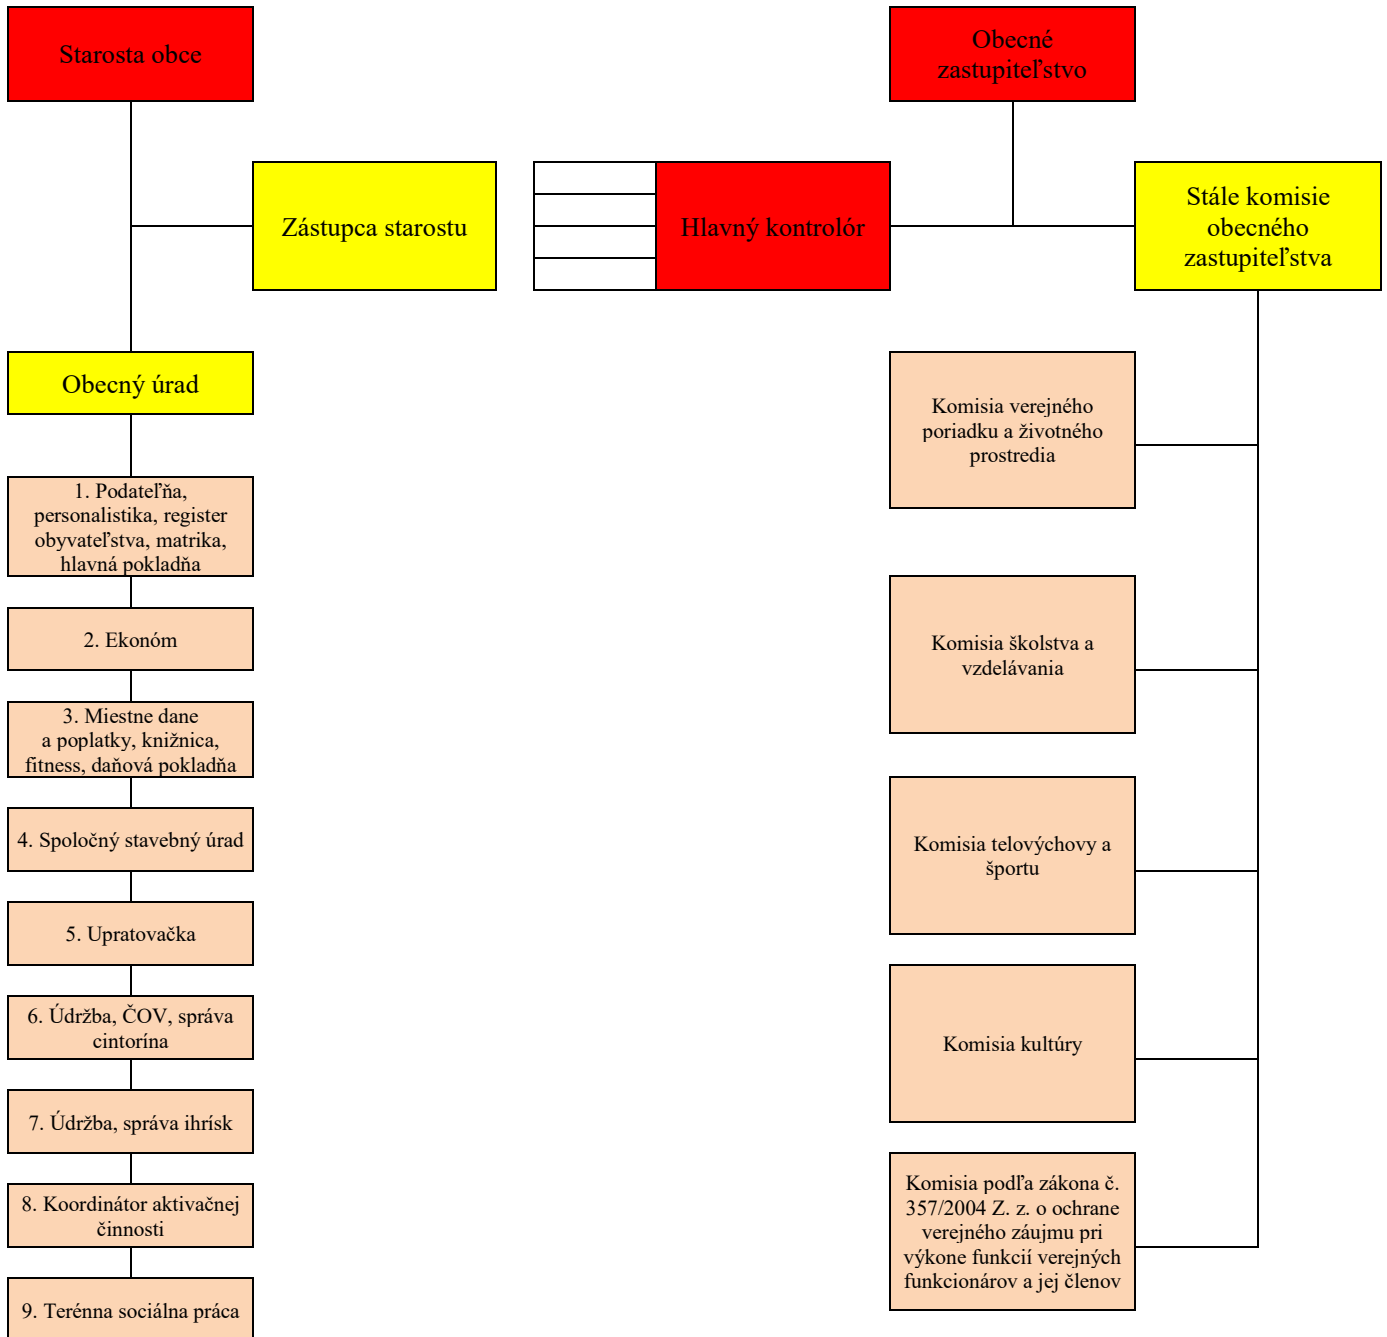 Starosta obce
Obecné
zastupiteľstvo
Zástupca starostu
Hlavný kontrolór
Stále komisie
obecného
zastupiteľstva
Obecný úrad
1. Podateľňa,
personalistika, register
obyvateľstva, matrika,
hlavná pokladňa
2. Ekonóm
3. Miestne dane
a poplatky, knižnica,
fitness, daňová pokladňa
4. Spoločný stavebný úrad
5. Upratovačka
6. Údržba, ČOV, správa
cintorína
7. Údržba, správa ihrísk
8. Koordinátor aktivačnej
činnosti
9. Terénna sociálna práca
Komisia verejného
poriadku a životného
prostredia
Komisia školstva a
vzdelávania
Komisia telovýchovy a
športu
Komisia kultúry
Komisia podľa zákona č.
357/2004 Z. z. o ochrane
verejného záujmu pri
výkone funkcií verejných
funkcionárov a jej členov